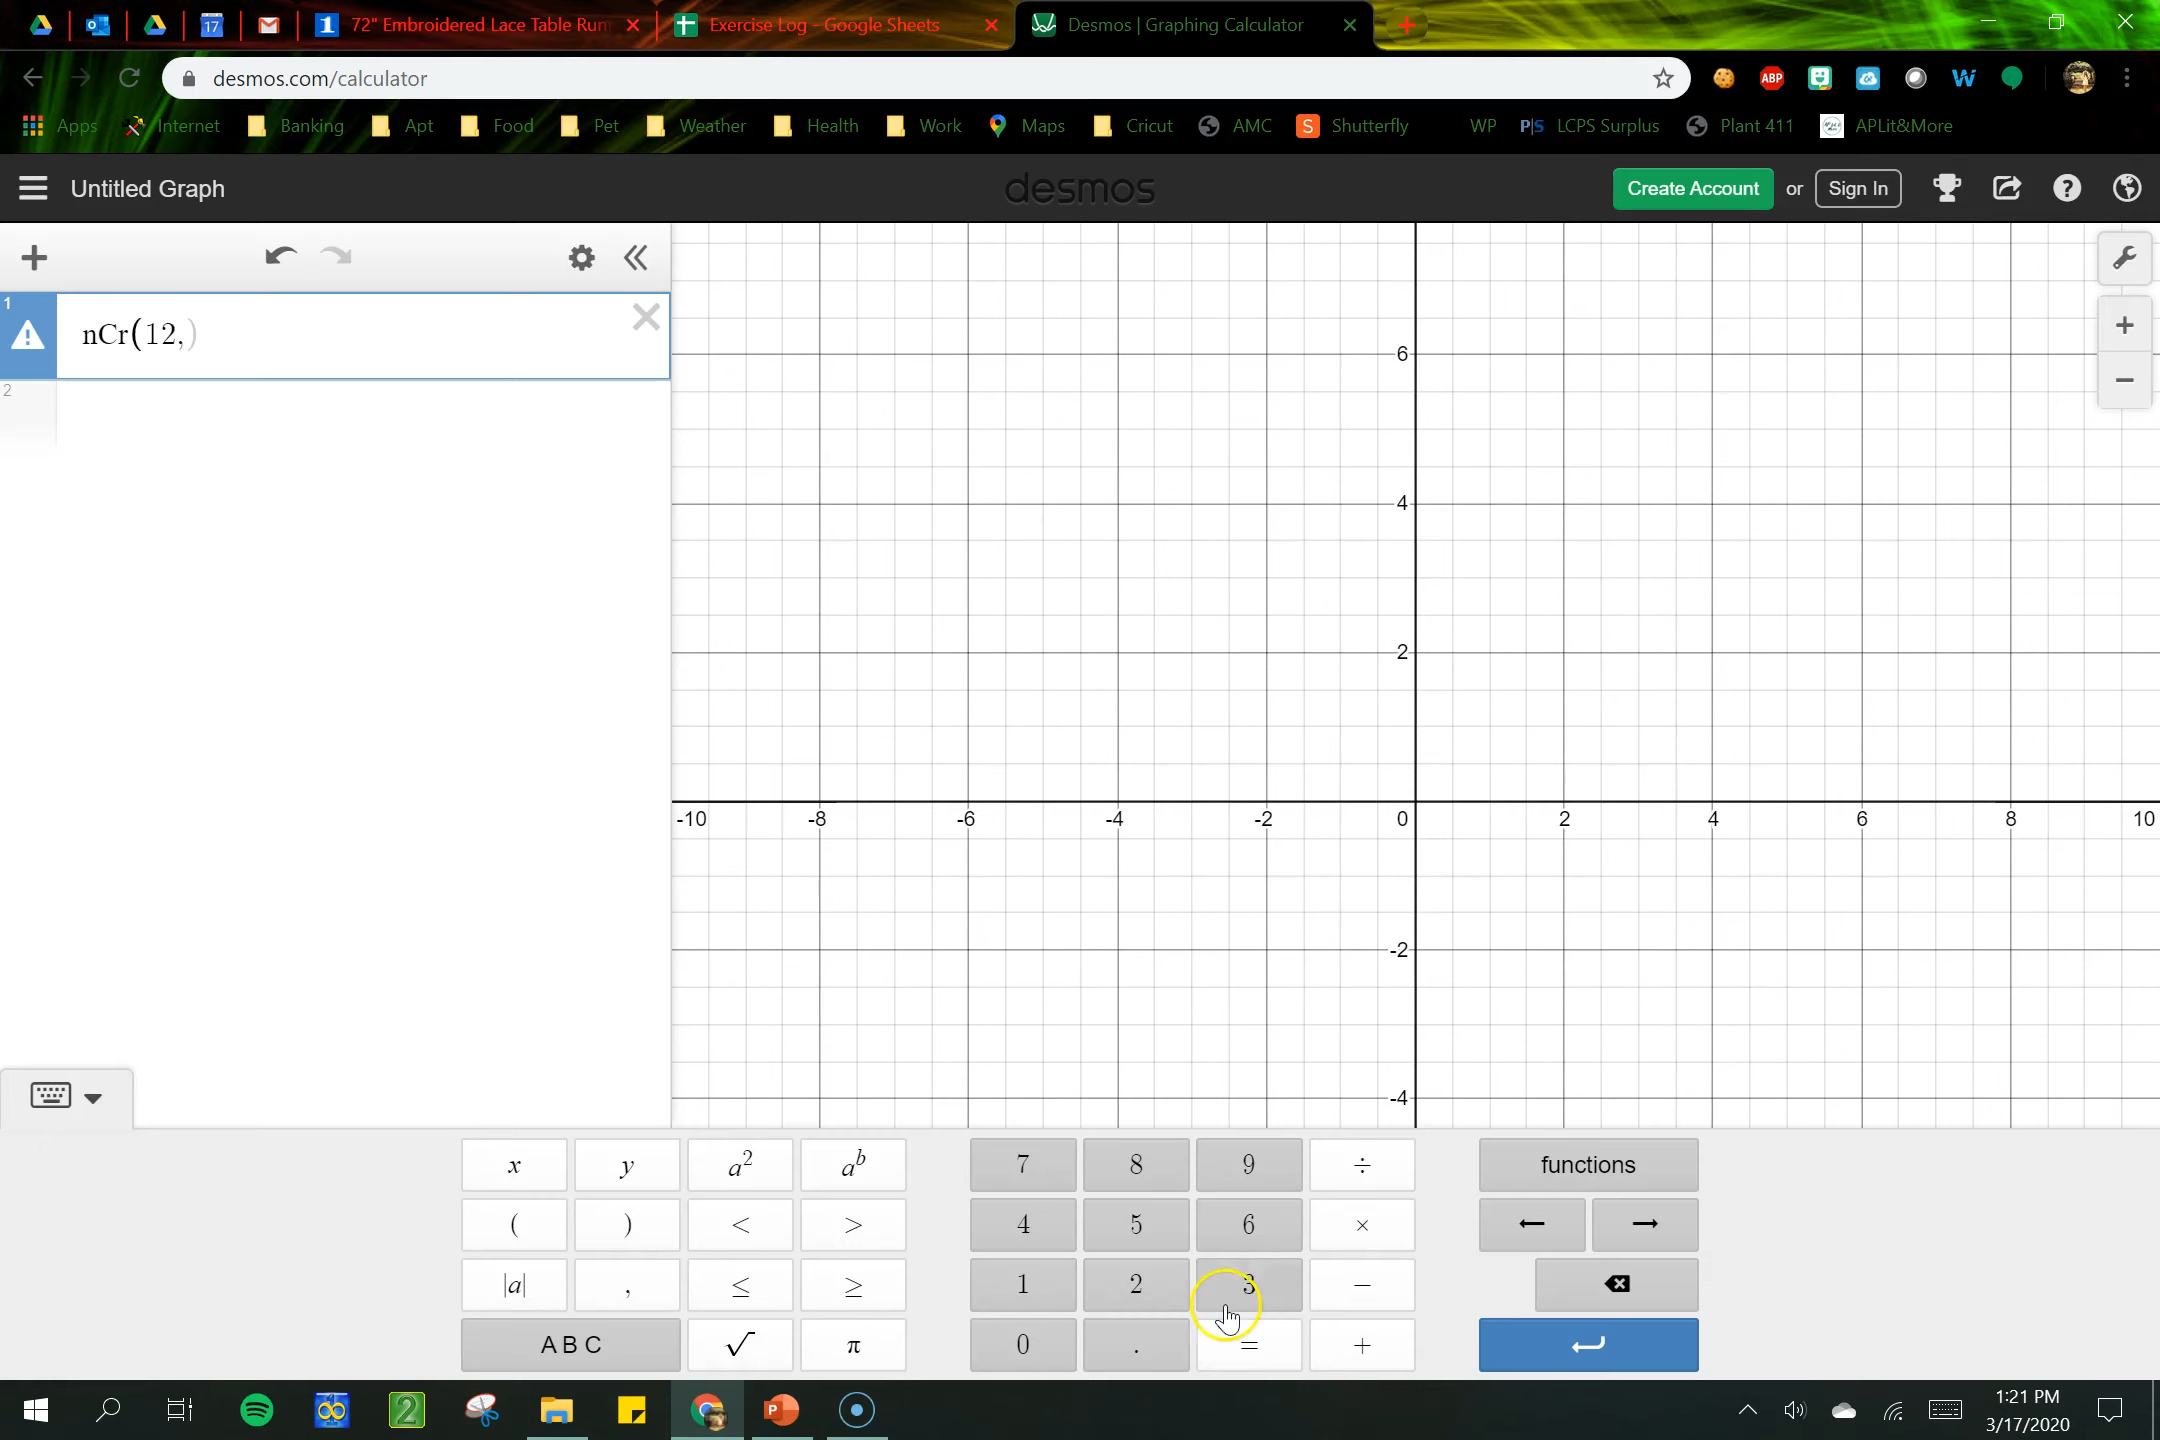 72" Embroidered Lace Table Run
Exercise Log - Google Sheets
Desmos | Graphing Calculator
desmos.com/calculator
ABP
W
Apps
Internet
Banking
Apt
Food
Pet
Weather
Health
Work
Maps
Cricut
AMC
S Shutterfly
WP
P|S LCPS Surplus
Plant 411
APLit&More
Untitled Graph
desmos
Create Account or Sign In
1
nCr(12,)
2
6
4
2
-10 -8 -6 -4 -2 0 2 4 6 8 10
-2
-4
x y a² aᵇ 7 8 9 ÷ functions
( ) < > 4 5 6 × ← →
|a| , ≤ ≥ 1 2 3 −
A B C √ π 0 . = +
1:21 PM
3/17/2020